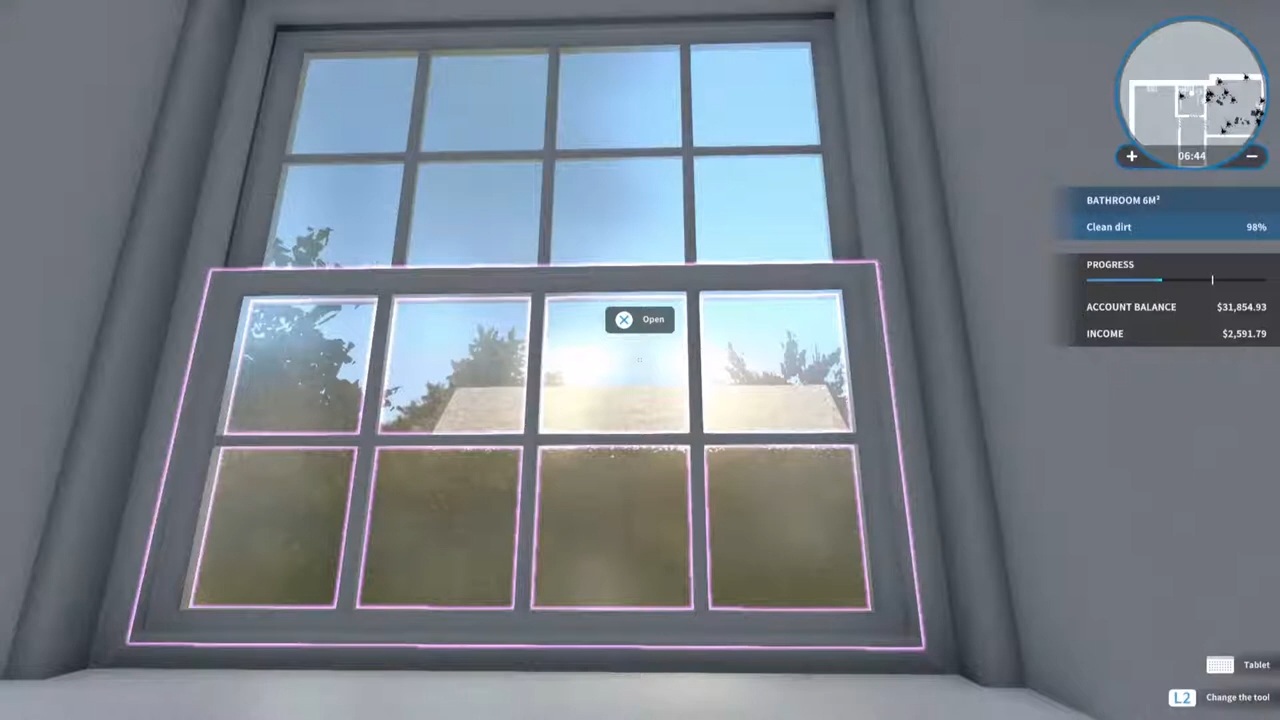 Open
+ 06:44 −
BATHROOM 6M²
Clean dirt 98%
PROGRESS
ACCOUNT BALANCE $31,854.93
INCOME $2,591.79
Tablet
L2 Change the tool